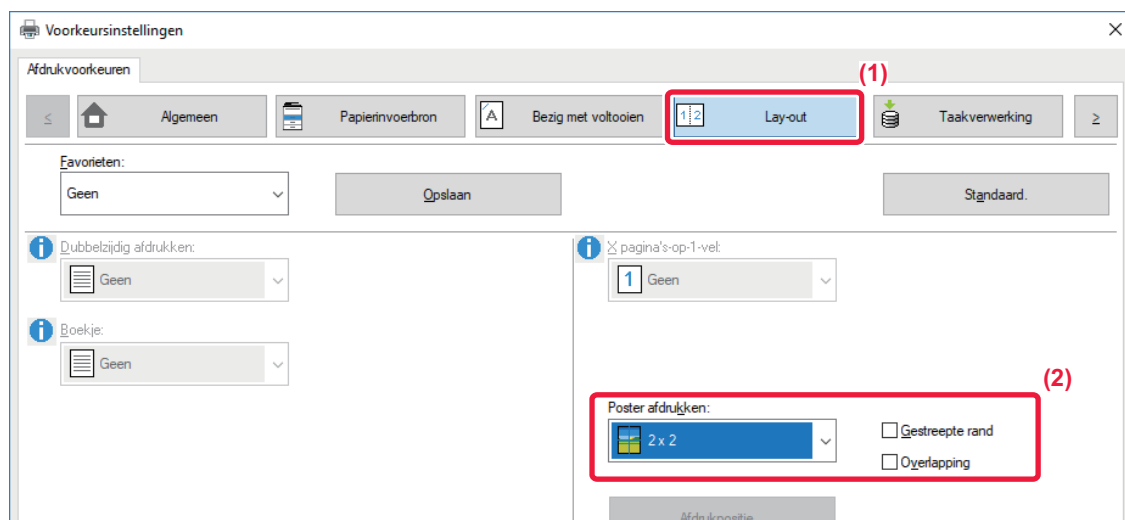 Voorkeursinstellingen
Afdrukvoorkeuren
(1)
< Algemeen Papierinvoerbron A Bezig met voltooien 1 2 Lay-out Taakverwerking >
Favorieten:
Geen Opslaan Standaard.
Dubbelzijdig afdrukken: X pagina's-op-1-vel:
Geen 1 Geen
Boekje:
Geen
(2)
Poster afdrukken:
2 x 2 Gestreepte rand
Overlapping
Afdrukpositie